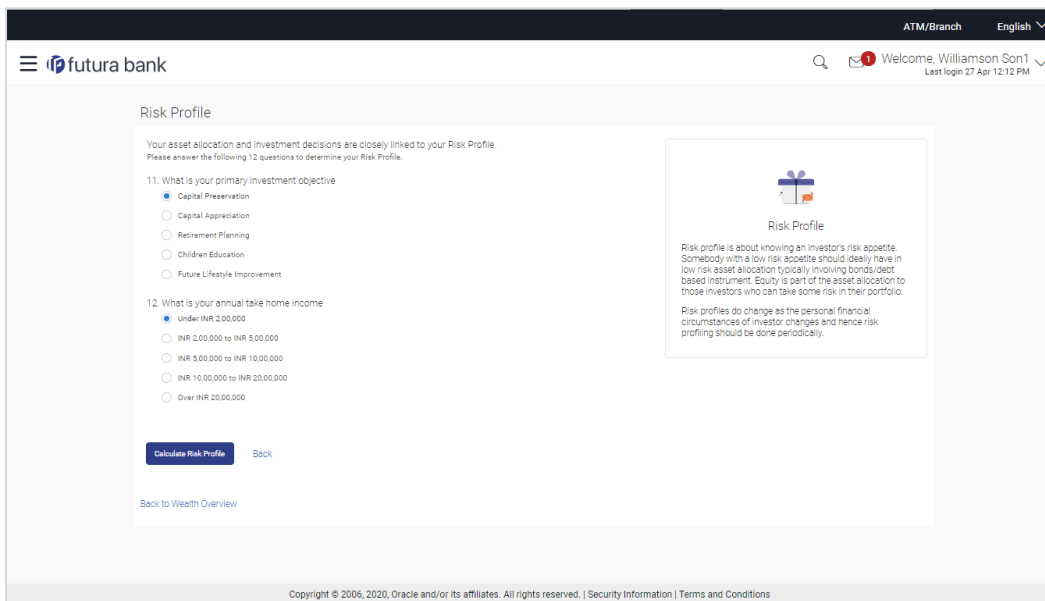 ATM/Branch English
futura bank
1 Welcome, Williamson Son1
Last login 27 Apr 12:12 PM
Risk Profile
Your asset allocation and investment decisions are closely linked to your Risk Profile.
Please answer the following 12 questions to determine your Risk Profile.
11. What is your primary investment objective
Capital Preservation
Capital Appreciation
Retirement Planning
Children Education
Future Lifestyle Improvement
12. What is your annual take home income
Under INR 2,00,000
INR 2,00,000 to INR 5,00,000
INR 5,00,000 to INR 10,00,000
INR 10,00,000 to INR 20,00,000
Over INR 20,00,000
Calculate Risk Profile Back
Back to Wealth Overview
Risk Profile
Risk profile is about knowing an investor's risk appetite.
Somebody with a low risk appetite should ideally have in
low risk asset allocation typically involving bonds/debt
based instrument. Equity is part of the asset allocation to
those investors who can take some risk in their portfolio.
Risk profiles do change as the personal financial
circumstances of investor changes and hence risk
profiling should be done periodically.
Copyright © 2006, 2020, Oracle and/or its affiliates. All rights reserved. | Security Information | Terms and Conditions